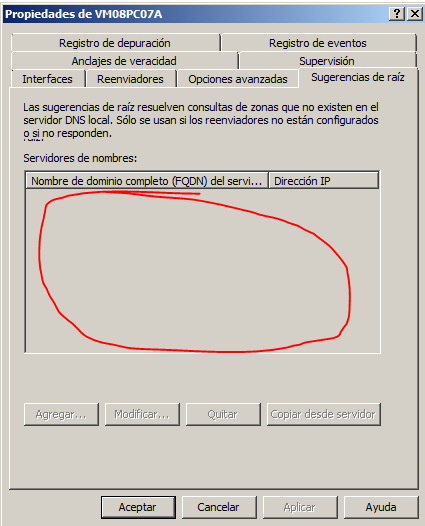 Propiedades de VM08PC07A
Registro de depuración
Registro de eventos
Anclajes de veracidad
Supervisión
Interfaces
Reenviadores
Opciones avanzadas
Sugerencias de raíz
Las sugerencias de raíz resuelven consultas de zonas que no existen en el
servidor DNS local. Sólo se usan si los reenviadores no están configurados
o si no responden.
Servidores de nombres:
Nombre de dominio completo (FQDN) del servi...
Dirección IP
Agregar...
Modificar...
Quitar
Copiar desde servidor
Aceptar
Cancelar
Aplicar
Ayuda